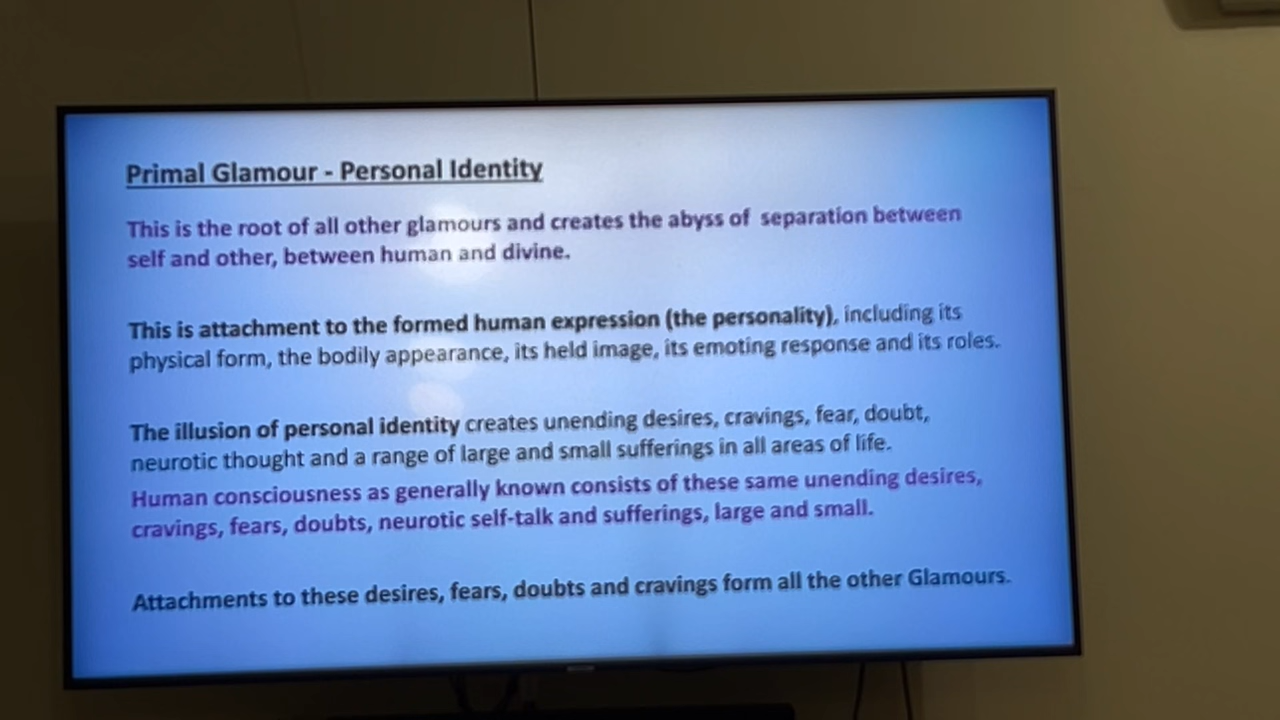 Primal Glamour - Personal Identity
This is the root of all other glamours and creates the abyss of separation between
self and other, between human and divine.
This is attachment to the formed human expression (the personality), including its
physical form, the bodily appearance, its held image, its emoting response and its roles.
The illusion of personal identity creates unending desires, cravings, fear, doubt,
neurotic thought and a range of large and small sufferings in all areas of life.
Human consciousness as generally known consists of these same unending desires,
cravings, fears, doubts, neurotic self-talk and sufferings, large and small.
Attachments to these desires, fears, doubts and cravings form all the other Glamours.